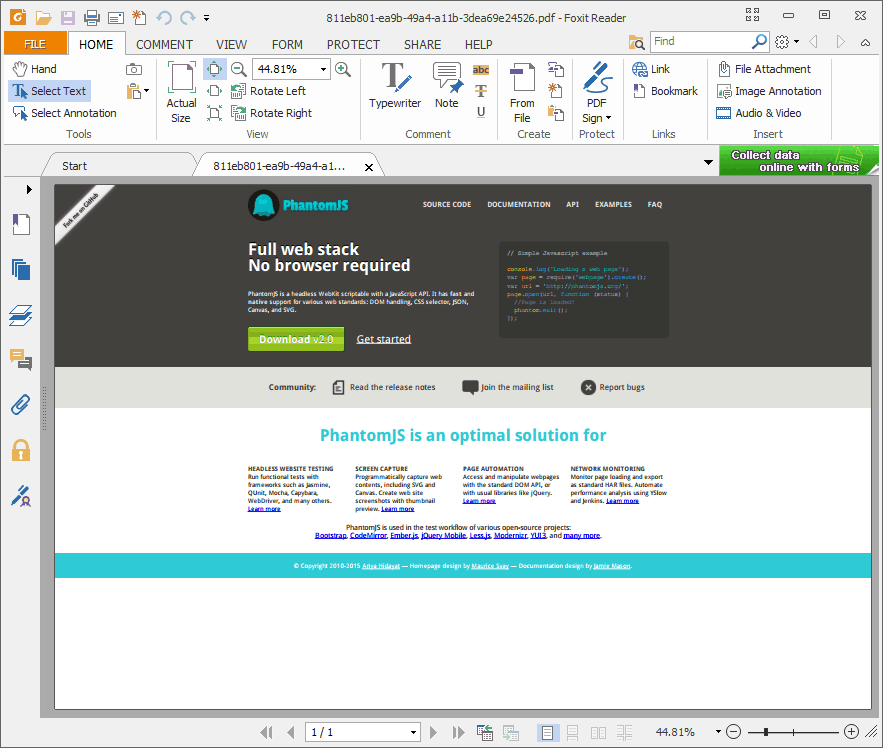 811eb801-ea9b-49a4-a11b-3dea69e24526.pdf - Foxit Reader
FILE HOME COMMENT VIEW FORM PROTECT SHARE HELP Find
Hand
Select Text
Select Annotation
Tools
Actual Size
44.81%
Rotate Left
Rotate Right
View
Typewriter
Note
abc
T
U
Comment
From File
Create
PDF Sign
Protect
Link
Bookmark
Links
File Attachment
Image Annotation
Audio & Video
Insert
Start
811eb801-ea9b-49a4-a1...
Collect data
online with forms
Fork me on GitHub
PhantomJS
SOURCE CODE DOCUMENTATION API EXAMPLES FAQ
Full web stack
No browser required
PhantomJS is a headless WebKit scriptable with a JavaScript API. It has fast and
native support for various web standards: DOM handling, CSS selector, JSON,
Canvas, and SVG.
Download v2.0 Get started
// Simple Javascript example
console.log('Loading a web page');
var page = require('webpage').create();
var url = 'http://phantomjs.org/';
page.open(url, function (status) {
//Page is loaded!
phantom.exit();
});
Community: Read the release notes Join the mailing list Report bugs
PhantomJS is an optimal solution for
HEADLESS WEBSITE TESTING
Run functional tests with
frameworks such as Jasmine,
QUnit, Mocha, Capybara,
WebDriver, and many others.
Learn more
SCREEN CAPTURE
Programmatically capture web
contents, including SVG and
Canvas. Create web site
screenshots with thumbnail
preview. Learn more
PAGE AUTOMATION
Access and manipulate webpages
with the standard DOM API, or
with usual libraries like jQuery.
Learn more
NETWORK MONITORING
Monitor page loading and export
as standard HAR files. Automate
performance analysis using YSlow
and Jenkins. Learn more
PhantomJS is used in the test workflow of various open-source projects:
Bootstrap, CodeMirror, Ember.js, jQuery Mobile, Less.js, Modernizr, YUI3, and many more.
© Copyright 2010-2015 Ariya Hidayat — Homepage design by Maurice Svay — Documentation design by Jamie Mason.
1 / 1
44.81%